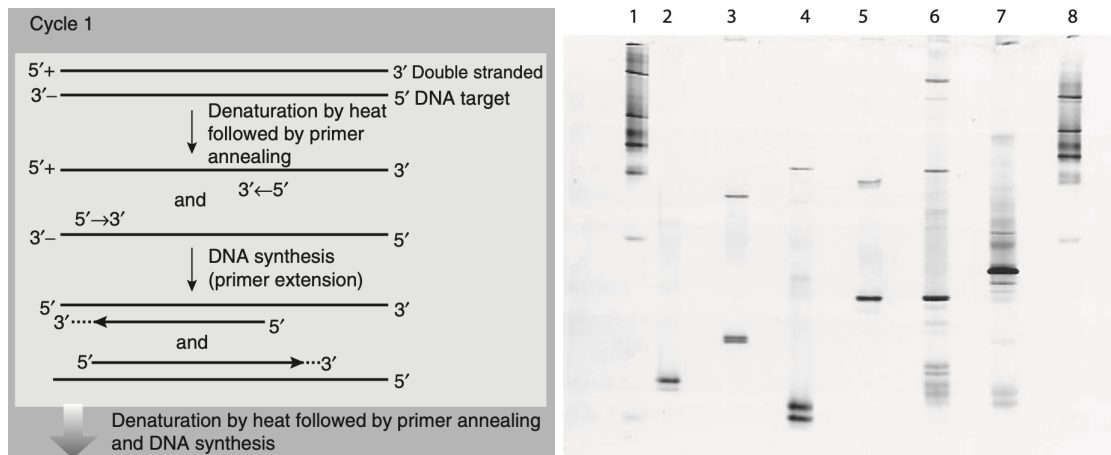 Cycle 1
5′+ 3′ Double stranded
3′– 5′ DNA target
Denaturation by heat
followed by primer
annealing
5′+ 3′
3′←5′
and
5′→3′
3′– 5′
DNA synthesis
(primer extension)
5′ 3′
3′ 5′
and
5′ 3′
5′
Denaturation by heat followed by primer annealing
and DNA synthesis
1 2 3 4 5 6 7 8